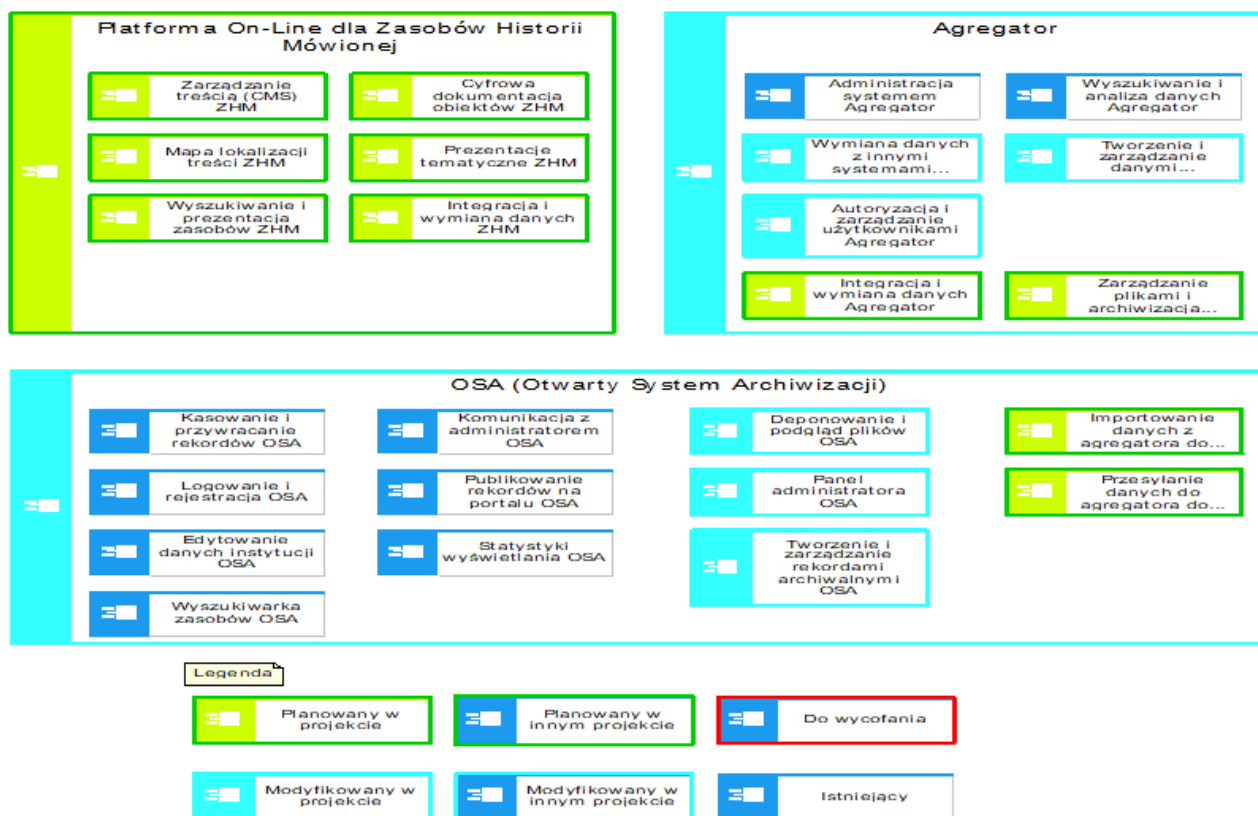 Platforma On-Line dla Zasobów Historii
Mówionej
Zarządzanie
treścią (CMS)
ZHM
Cyfrowa
dokumentacja
obiektów ZHM
Mapa lokalizacji
treści ZHM
Prezentacje
tematyczne ZHM
Wyszukiwanie i
prezentacja
zasobów ZHM
Integracja i
wymiana danych
ZHM
Agregator
Administracja
systemem
Agregator
Wyszukiwanie i
analiza danych
Agregator
Wymiana danych
z innymi
systemami...
Tworzenie i
zarządzanie
danymi...
Autoryzacja i
zarządzanie
użytkownikami
Agregator
Integracja i
wymiana danych
Agregator
Zarządzanie
plikami i
archiwizacja...
OSA (Otwarty System Archiwizacji)
Kasowanie i
przywracanie
rekordów OSA
Komunikacja z
administratorem
OSA
Deponowanie i
podgląd plików
OSA
Importowanie
danych z
agregatora do...
Logowanie i
rejestracja OSA
Publikowanie
rekordów na
portalu OSA
Panel
administratora
OSA
Przesyłanie
danych do
agregatora do...
Edytowanie
danych instytucji
OSA
Statystyki
wyświetlania OSA
Tworzenie i
zarządzanie
rekordami
archiwalnymi
OSA
Wyszukiwarka
zasobów OSA
Legenda
Planowany w
projekcie
Planowany w
innym projekcie
Do wycofania
Modyfikowany w
projekcie
Modyfikowany w
innym projekcie
Istniejący